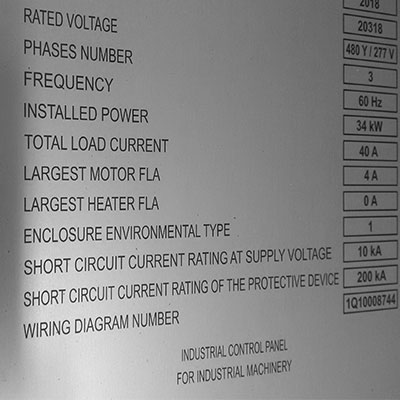 2018
20318
RATED VOLTAGE 480 Y / 277 V
PHASES NUMBER 3
FREQUENCY 60 Hz
INSTALLED POWER 34 kW
TOTAL LOAD CURRENT 40 A
LARGEST MOTOR FLA 4 A
LARGEST HEATER FLA 0 A
ENCLOSURE ENVIRONMENTAL TYPE 1
SHORT CIRCUIT CURRENT RATING AT SUPPLY VOLTAGE 10 kA
SHORT CIRCUIT CURRENT RATING OF THE PROTECTIVE DEVICE 200 kA
WIRING DIAGRAM NUMBER 1Q10008744
INDUSTRIAL CONTROL PANEL
FOR INDUSTRIAL MACHINERY